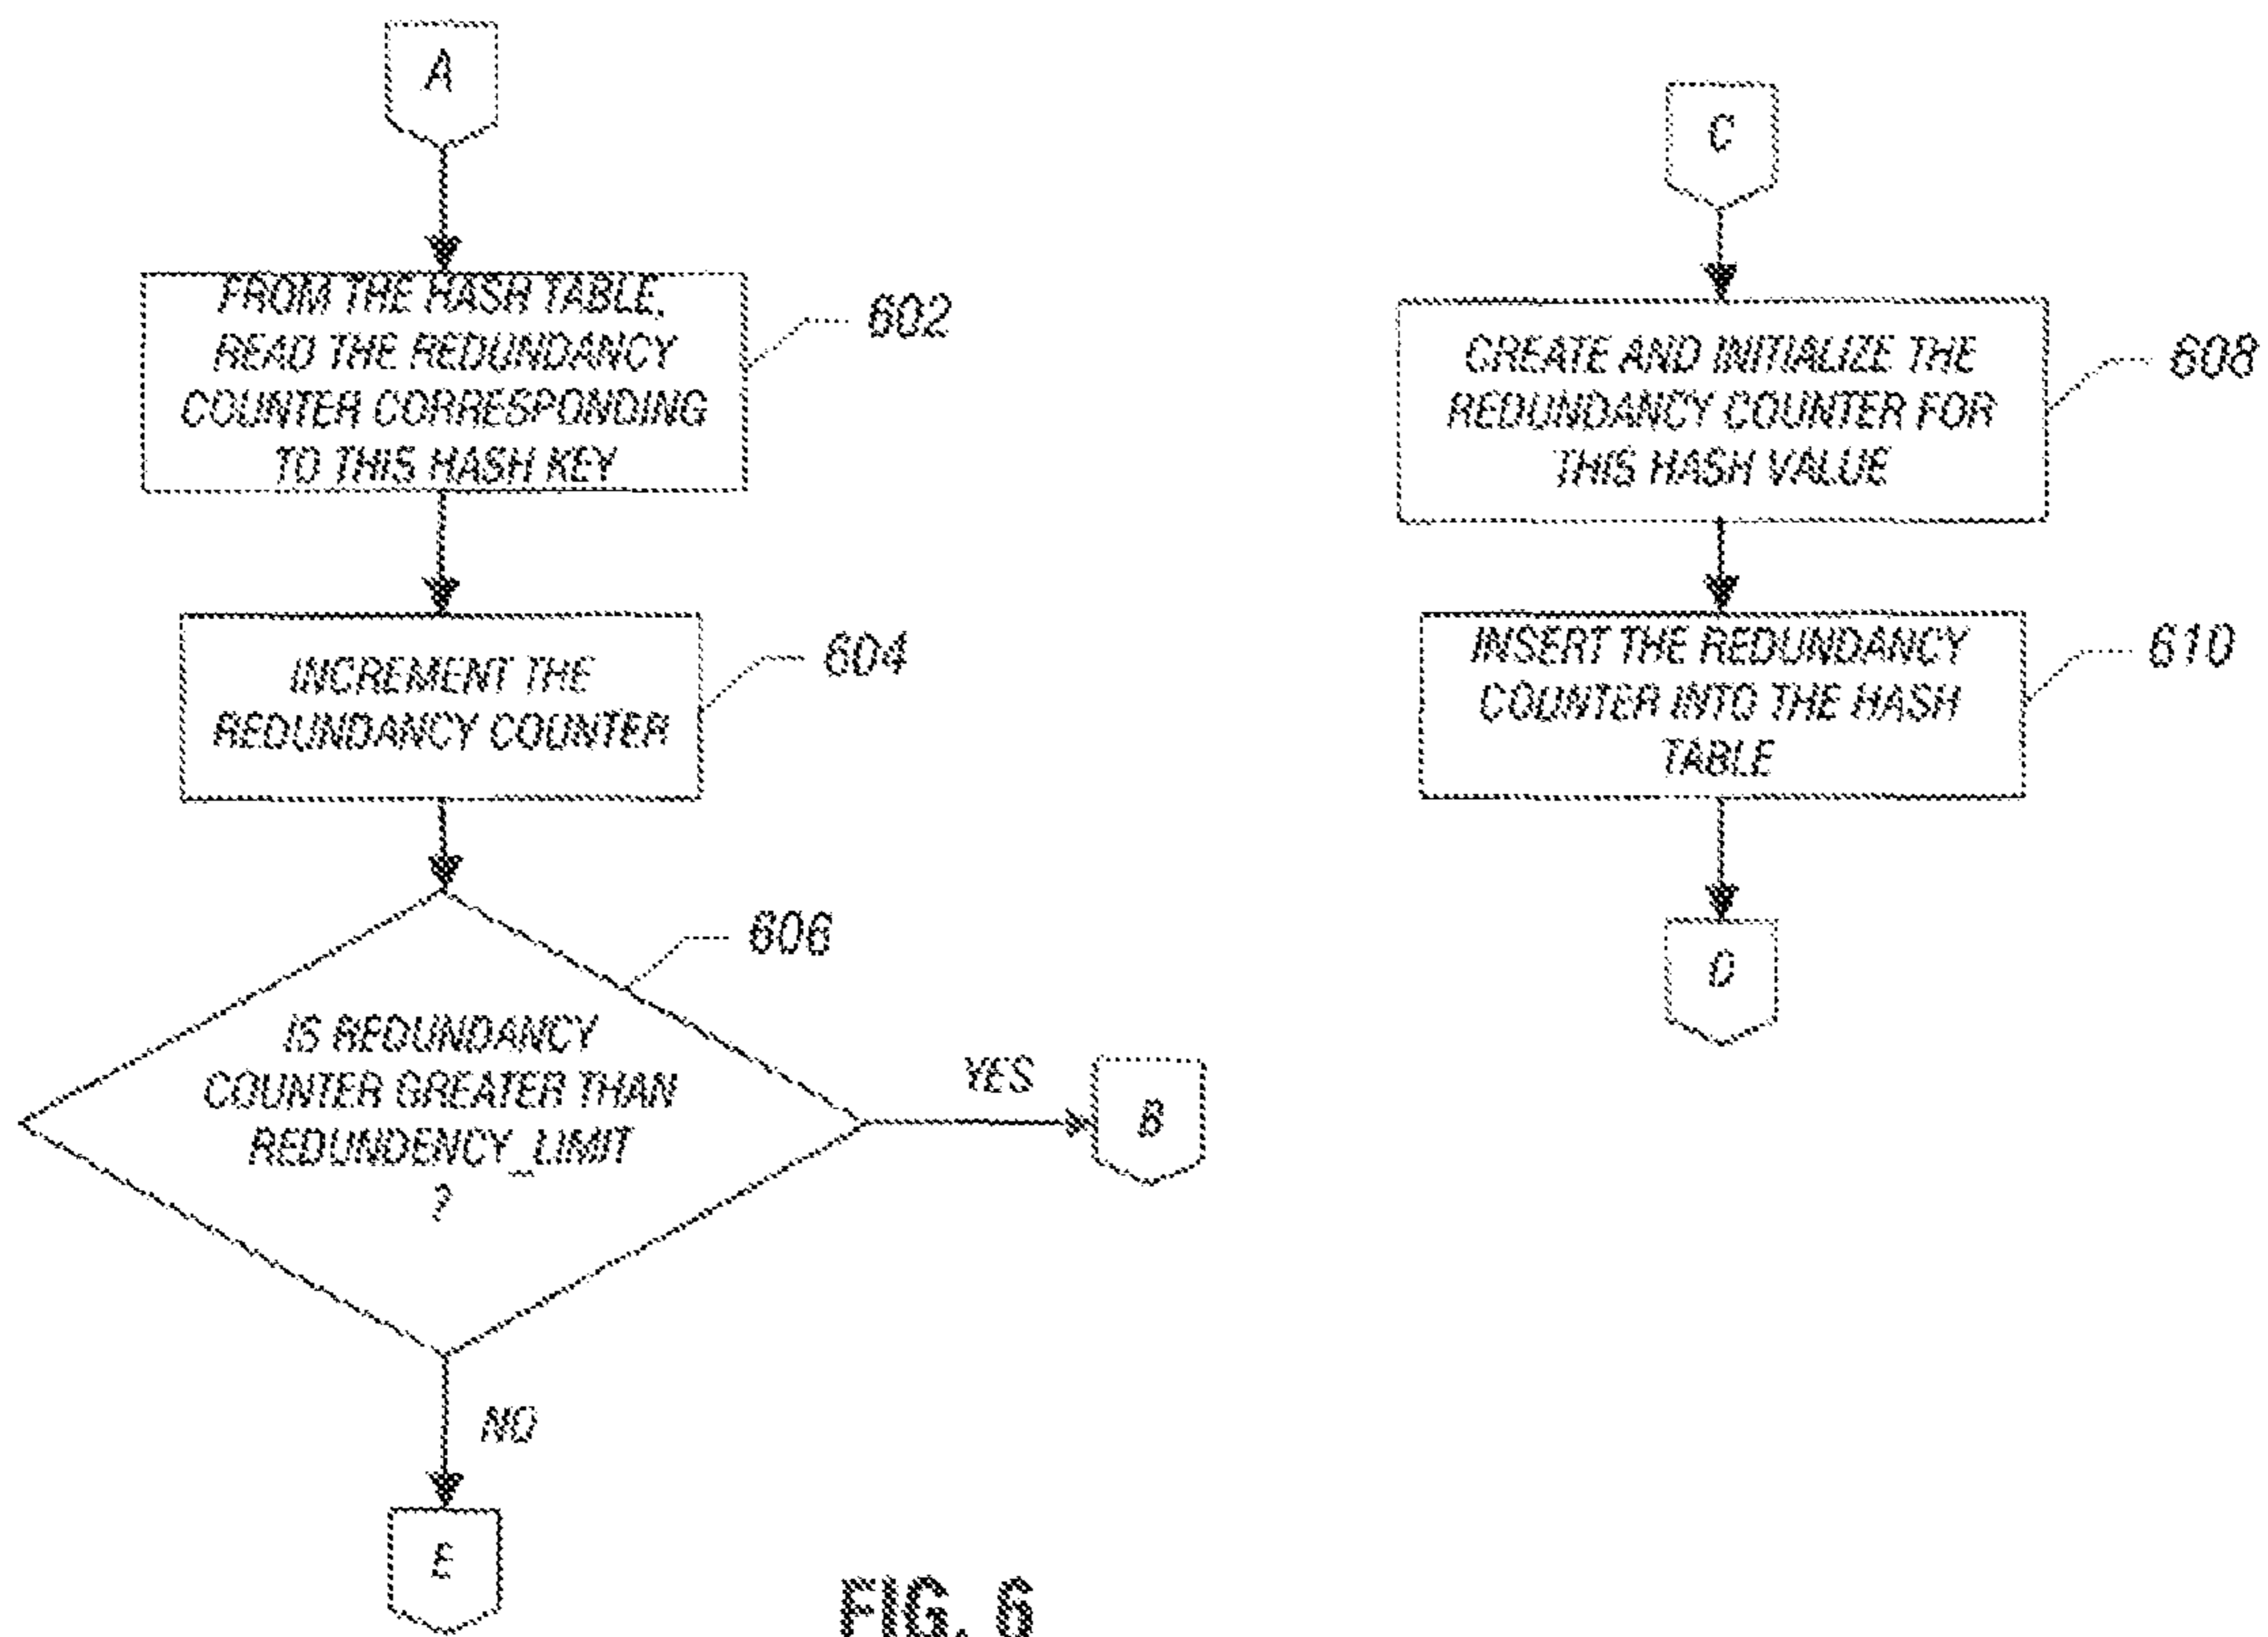 A
FROM THE HASH TABLE,
READ THE REDUNDANCY
COUNTER CORRESPONDING
TO THIS HASH KEY
602
INCREMENT THE
REDUNDANCY COUNTER
604
606
IS REDUNDANCY
COUNTER GREATER THAN
REDUNDENCY_LIMIT
?
YES
B
NO
E
C
CREATE AND INITIALIZE THE
REDUNDANCY COUNTER FOR
THIS HASH VALUE
608
INSERT THE REDUNDANCY
COUNTER INTO THE HASH
TABLE
610
D
FIG. 6